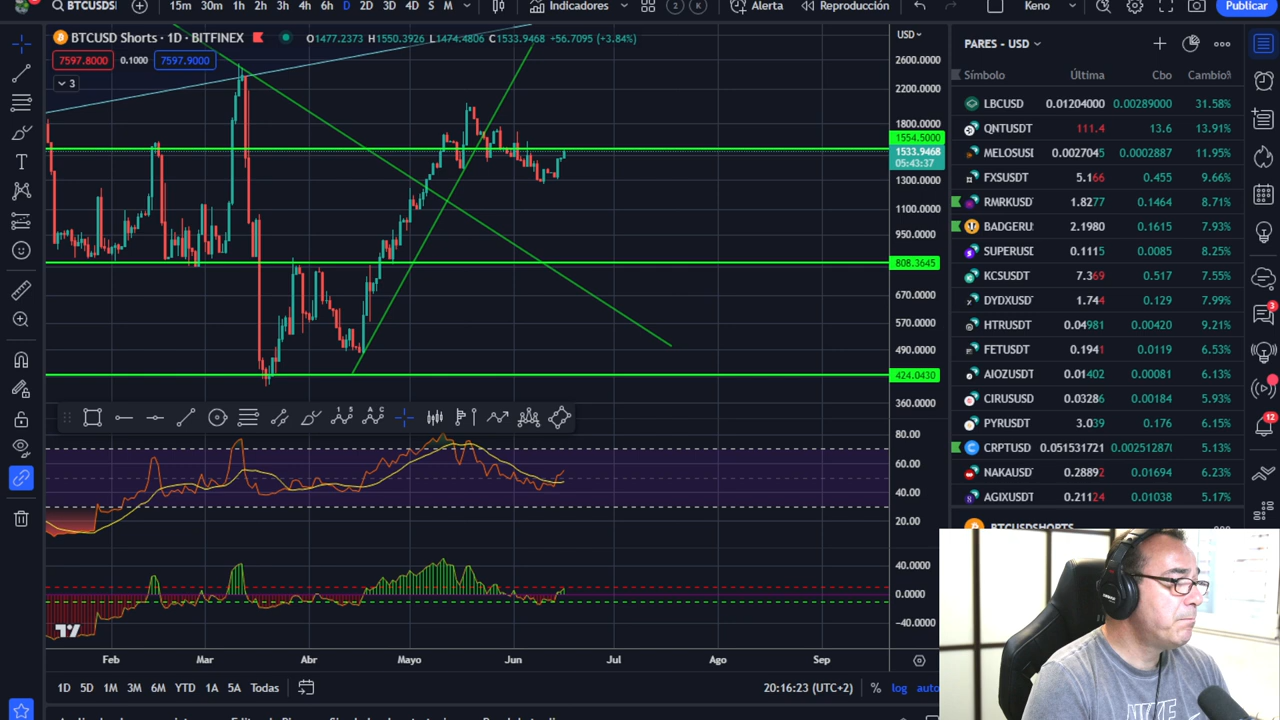 BTCUSDS
15m 30m 1h 2h 3h 4h 6h D 2D 3D 4D S M
Indicadores
2
K
Alerta
Reproducción
Keno
Publicar
BTCUSD Shorts · 1D · BITFINEX
O1477.2373 H1550.3926 L1474.4806 C1533.9468 +56.7095 (+3.84%)
7597.8000 0.1000 7597.9000
3
USD
2600.0000
2200.0000
1800.0000
1554.5000
1533.9468
05:43:37
1300.0000
1100.0000
950.0000
808.3645
670.0000
570.0000
490.0000
424.0430
360.0000
80.00
60.00
40.00
20.00
40.0000
0.0000
−40.0000
Feb Mar Abr Mayo Jun Jul Ago Sep
1D 5D 1M 3M 6M YTD 1A 5A Todas
20:16:23 (UTC+2) % log auto
PARES - USD
Símbolo Última Cbo Cambio%
LBCUSD 0.01204000 0.00289000 31.58%
QNTUSDT 111.4 13.6 13.91%
MELOSUSI 0.0027045 0.0002887 11.95%
FXSUSDT 5.166 0.455 9.66%
RMRKUSD 1.8277 0.1464 8.71%
BADGERU 2.1980 0.1615 7.93%
SUPERUSI 0.1115 0.0085 8.25%
KCSUSDT 7.369 0.517 7.55%
DYDXUSD 1.744 0.129 7.99%
HTRUSDT 0.04981 0.00420 9.21%
FETUSDT 0.1941 0.0119 6.53%
AIOZUSDT 0.01402 0.00081 6.13%
CIRUSUSD 0.03286 0.00184 5.93%
PYRUSDT 3.039 0.176 6.15%
CRPTUSD 0.051531721 0.00251287 5.13%
NAKAUSD 0.28892 0.01694 6.23%
AGIXUSDT 0.21124 0.01038 5.17%
BTCUSDSHORTS
3
12